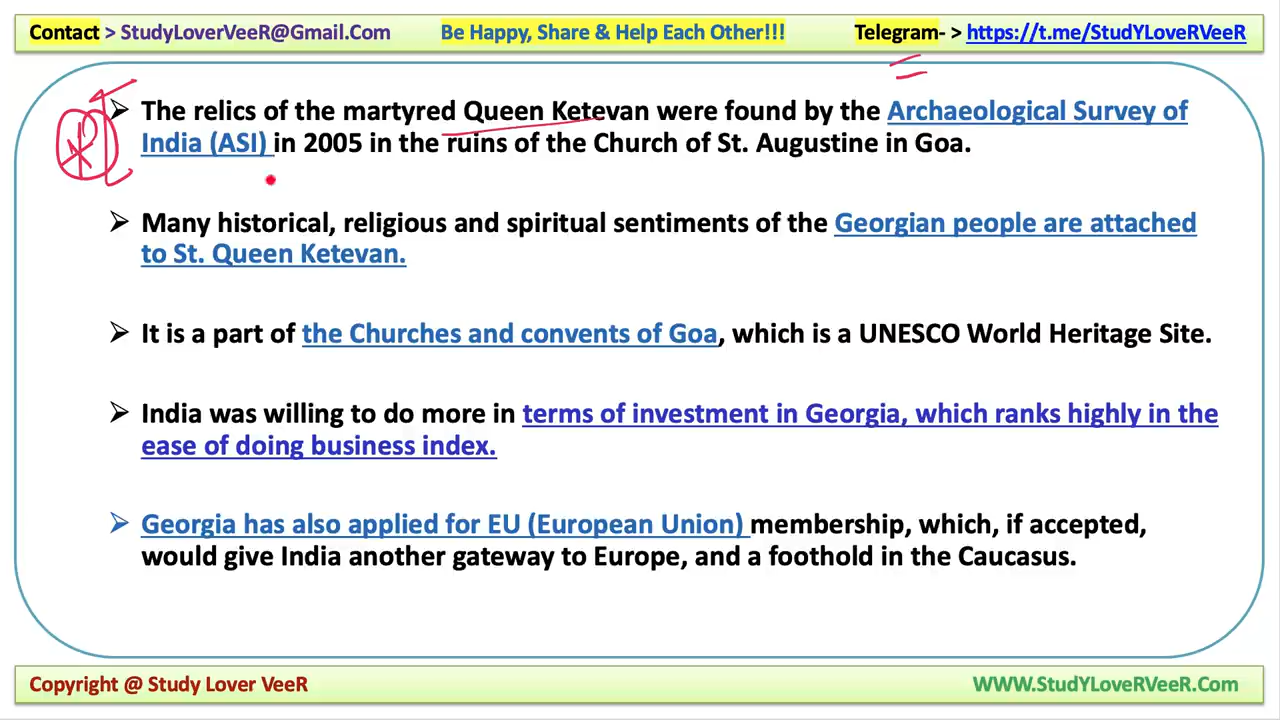 Contact > StudyLoverVeeR@Gmail.Com Be Happy, Share & Help Each Other!!! Telegram- > https://t.me/StudYLoveRVeeR
➢ The relics of the martyred Queen Ketevan were found by the Archaeological Survey of
India (ASI) in 2005 in the ruins of the Church of St. Augustine in Goa.
➢ Many historical, religious and spiritual sentiments of the Georgian people are attached
to St. Queen Ketevan.
➢ It is a part of the Churches and convents of Goa, which is a UNESCO World Heritage Site.
➢ India was willing to do more in terms of investment in Georgia, which ranks highly in the
ease of doing business index.
➢ Georgia has also applied for EU (European Union) membership, which, if accepted,
would give India another gateway to Europe, and a foothold in the Caucasus.
Copyright @ Study Lover VeeR WWW.StudYLoveRVeeR.Com